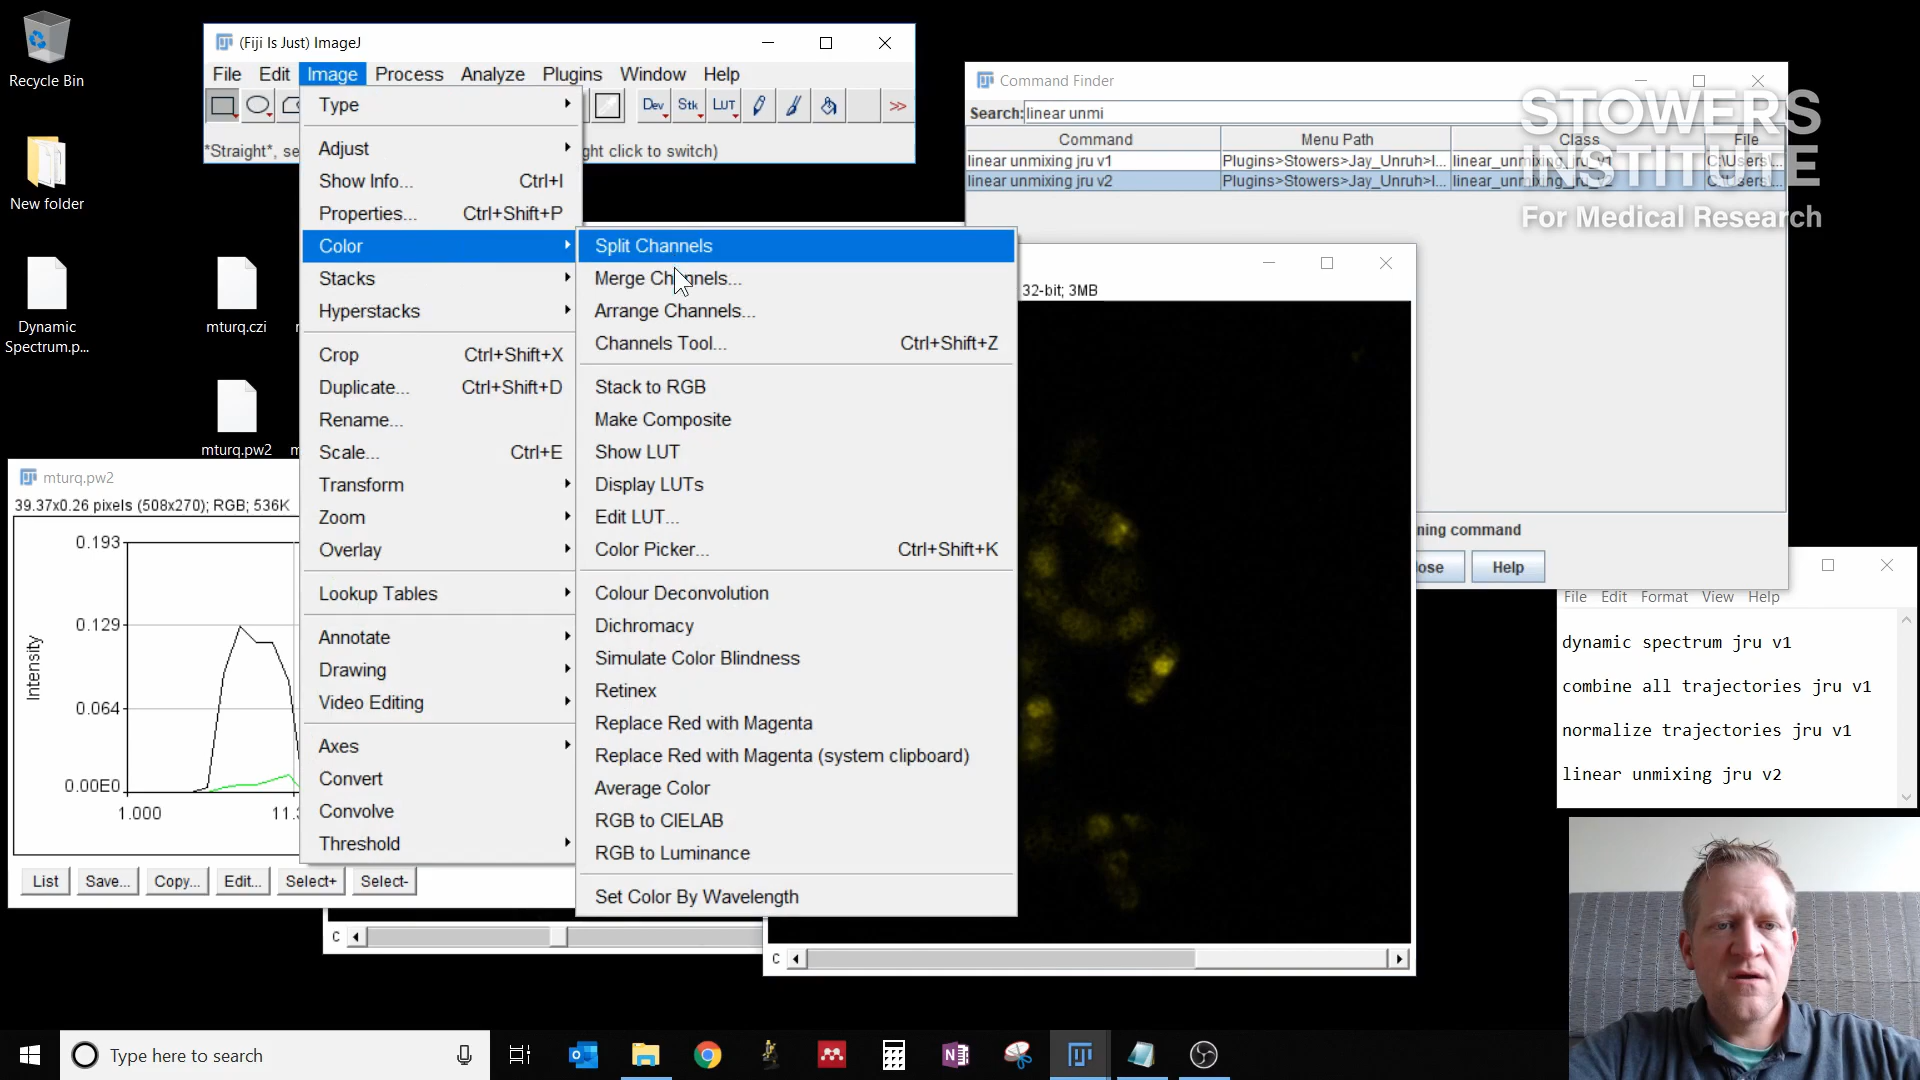 Recycle Bin
New folder
Dynamic
Spectrum.p...
mturq.czi
mturq.pw2
(Fiji Is Just) ImageJ
File Edit Image Process Analyze Plugins Window Help
Dev Stk LUT >>
*Straight*, se
ght click to switch)
Type
Adjust
Show Info... Ctrl+I
Properties... Ctrl+Shift+P
Color
Stacks
Hyperstacks
Crop Ctrl+Shift+X
Duplicate... Ctrl+Shift+D
Rename...
Scale... Ctrl+E
Transform
Zoom
Overlay
Lookup Tables
Annotate
Drawing
Video Editing
Axes
Convert
Convolve
Threshold
Split Channels
Merge Channels...
Arrange Channels...
Channels Tool... Ctrl+Shift+Z
Stack to RGB
Make Composite
Show LUT
Display LUTs
Edit LUT...
Color Picker... Ctrl+Shift+K
Colour Deconvolution
Dichromacy
Simulate Color Blindness
Retinex
Replace Red with Magenta
Replace Red with Magenta (system clipboard)
Average Color
RGB to CIELAB
RGB to Luminance
Set Color By Wavelength
Command Finder
Search: linear unmi
Command Menu Path Class File
linear unmixing jru v1 Plugins>Stowers>Jay_Unruh>I... linear_unmixing_jru_v1 C:\Users\...
linear unmixing jru v2 Plugins>Stowers>Jay_Unruh>I... linear_unmixing_jru_v2 C:\Users\...
STOWERS
INSTITUTE
For Medical Research
32-bit; 3MB
ning command
ose Help
mturq.pw2
39.37x0.26 pixels (508x270); RGB; 536K
0.193
0.129
0.064
0.00E0
Intensity
1.000 11.
List Save... Copy... Edit... Select+ Select-
C
C
File Edit Format View Help
dynamic spectrum jru v1
combine all trajectories jru v1
normalize trajectories jru v1
linear unmixing jru v2
Type here to search